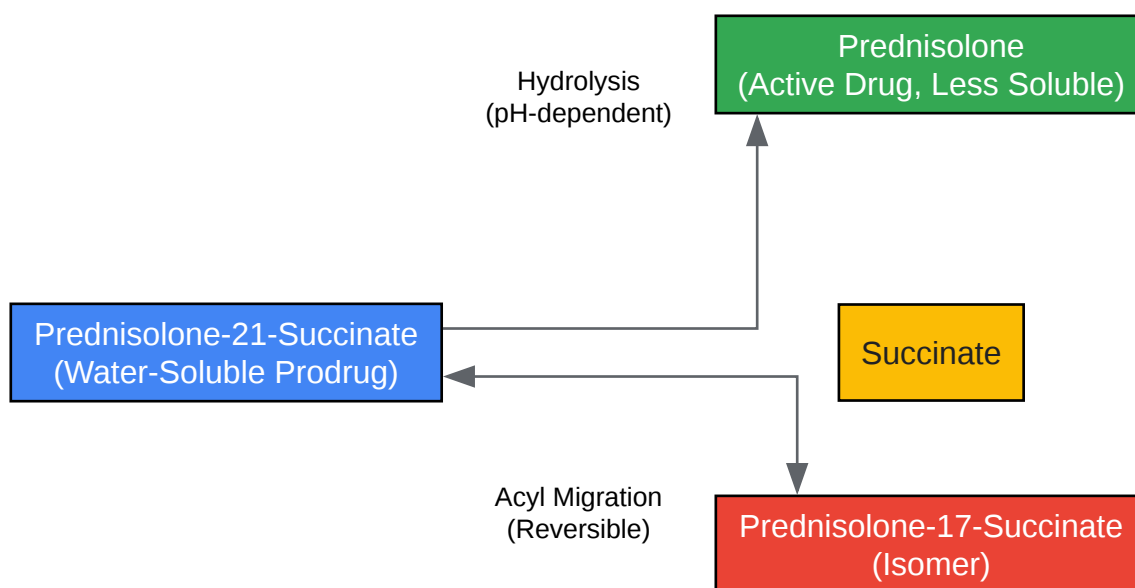 Prednisolone
(Active Drug, Less Soluble)
Hydrolysis
(pH-dependent)
Prednisolone-21-Succinate
(Water-Soluble Prodrug)
Succinate
Acyl Migration
(Reversible)
Prednisolone-17-Succinate
(Isomer)